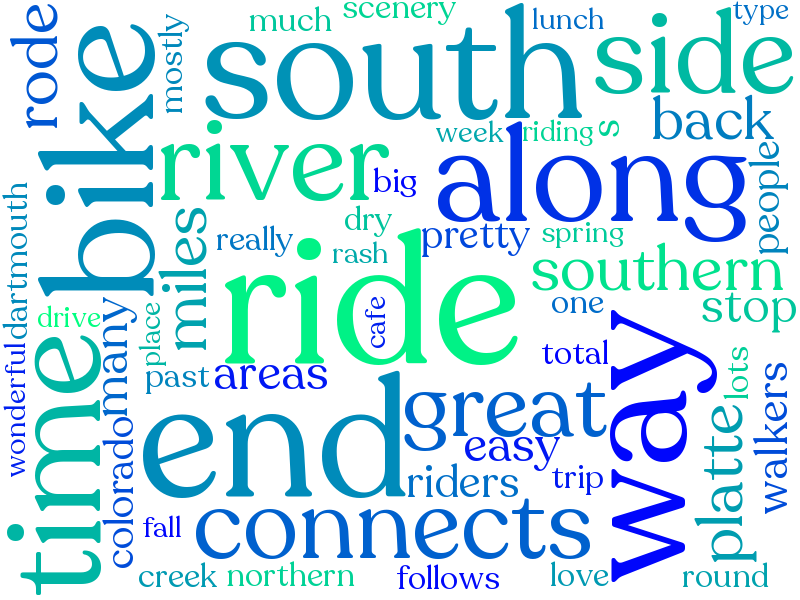 scenery
type
much
lunch
rode
mostly
south
side
bike
back
week
riding
s
river
along
people
big
dartmouth
miles
dry
pretty
spring
really
rash
ride
southern
one
stop
drive
place
cafe
many
time
total
way
past
areas
lots
wonderful
end
great
walkers
easy
platte
colorado
riders
trip
connects
fall
creek
northern
follows
love
round